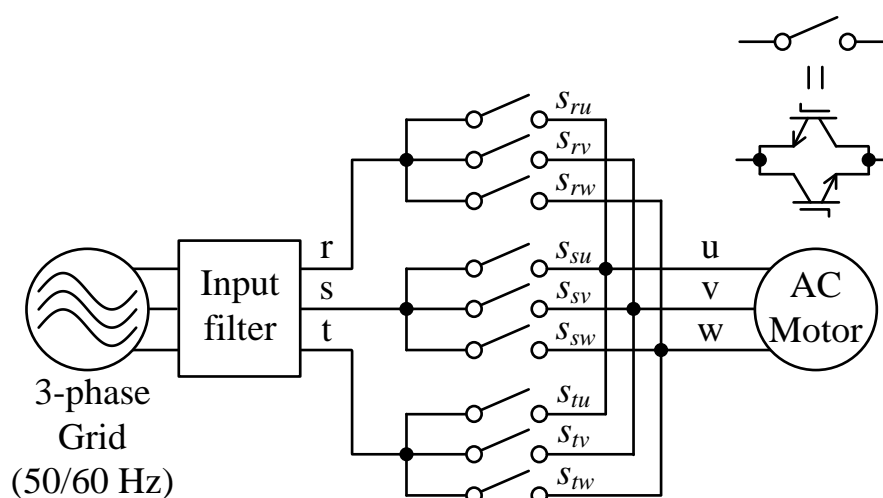 s_ru
s_rv
s_rw
r
s
t
Input
filter
s_su
s_sv
s_sw
u
v
w
AC
Motor
3-phase
Grid
(50/60 Hz)
s_tu
s_tv
s_tw